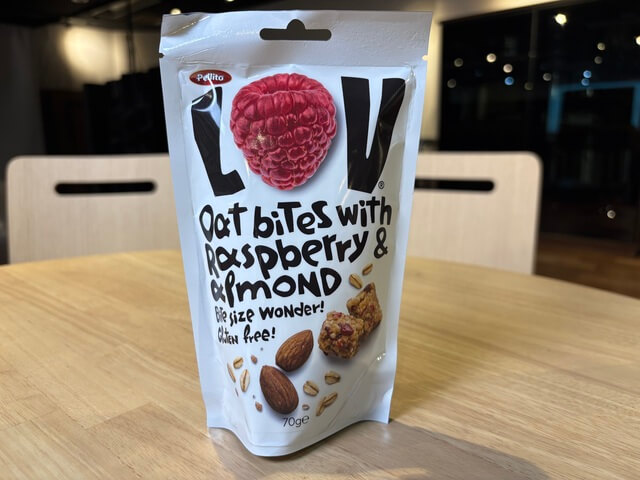 Pellito
LOV
®
Oat bites with
Raspberry &
almond
Bite size wonder!
Gluten free!
70g℮